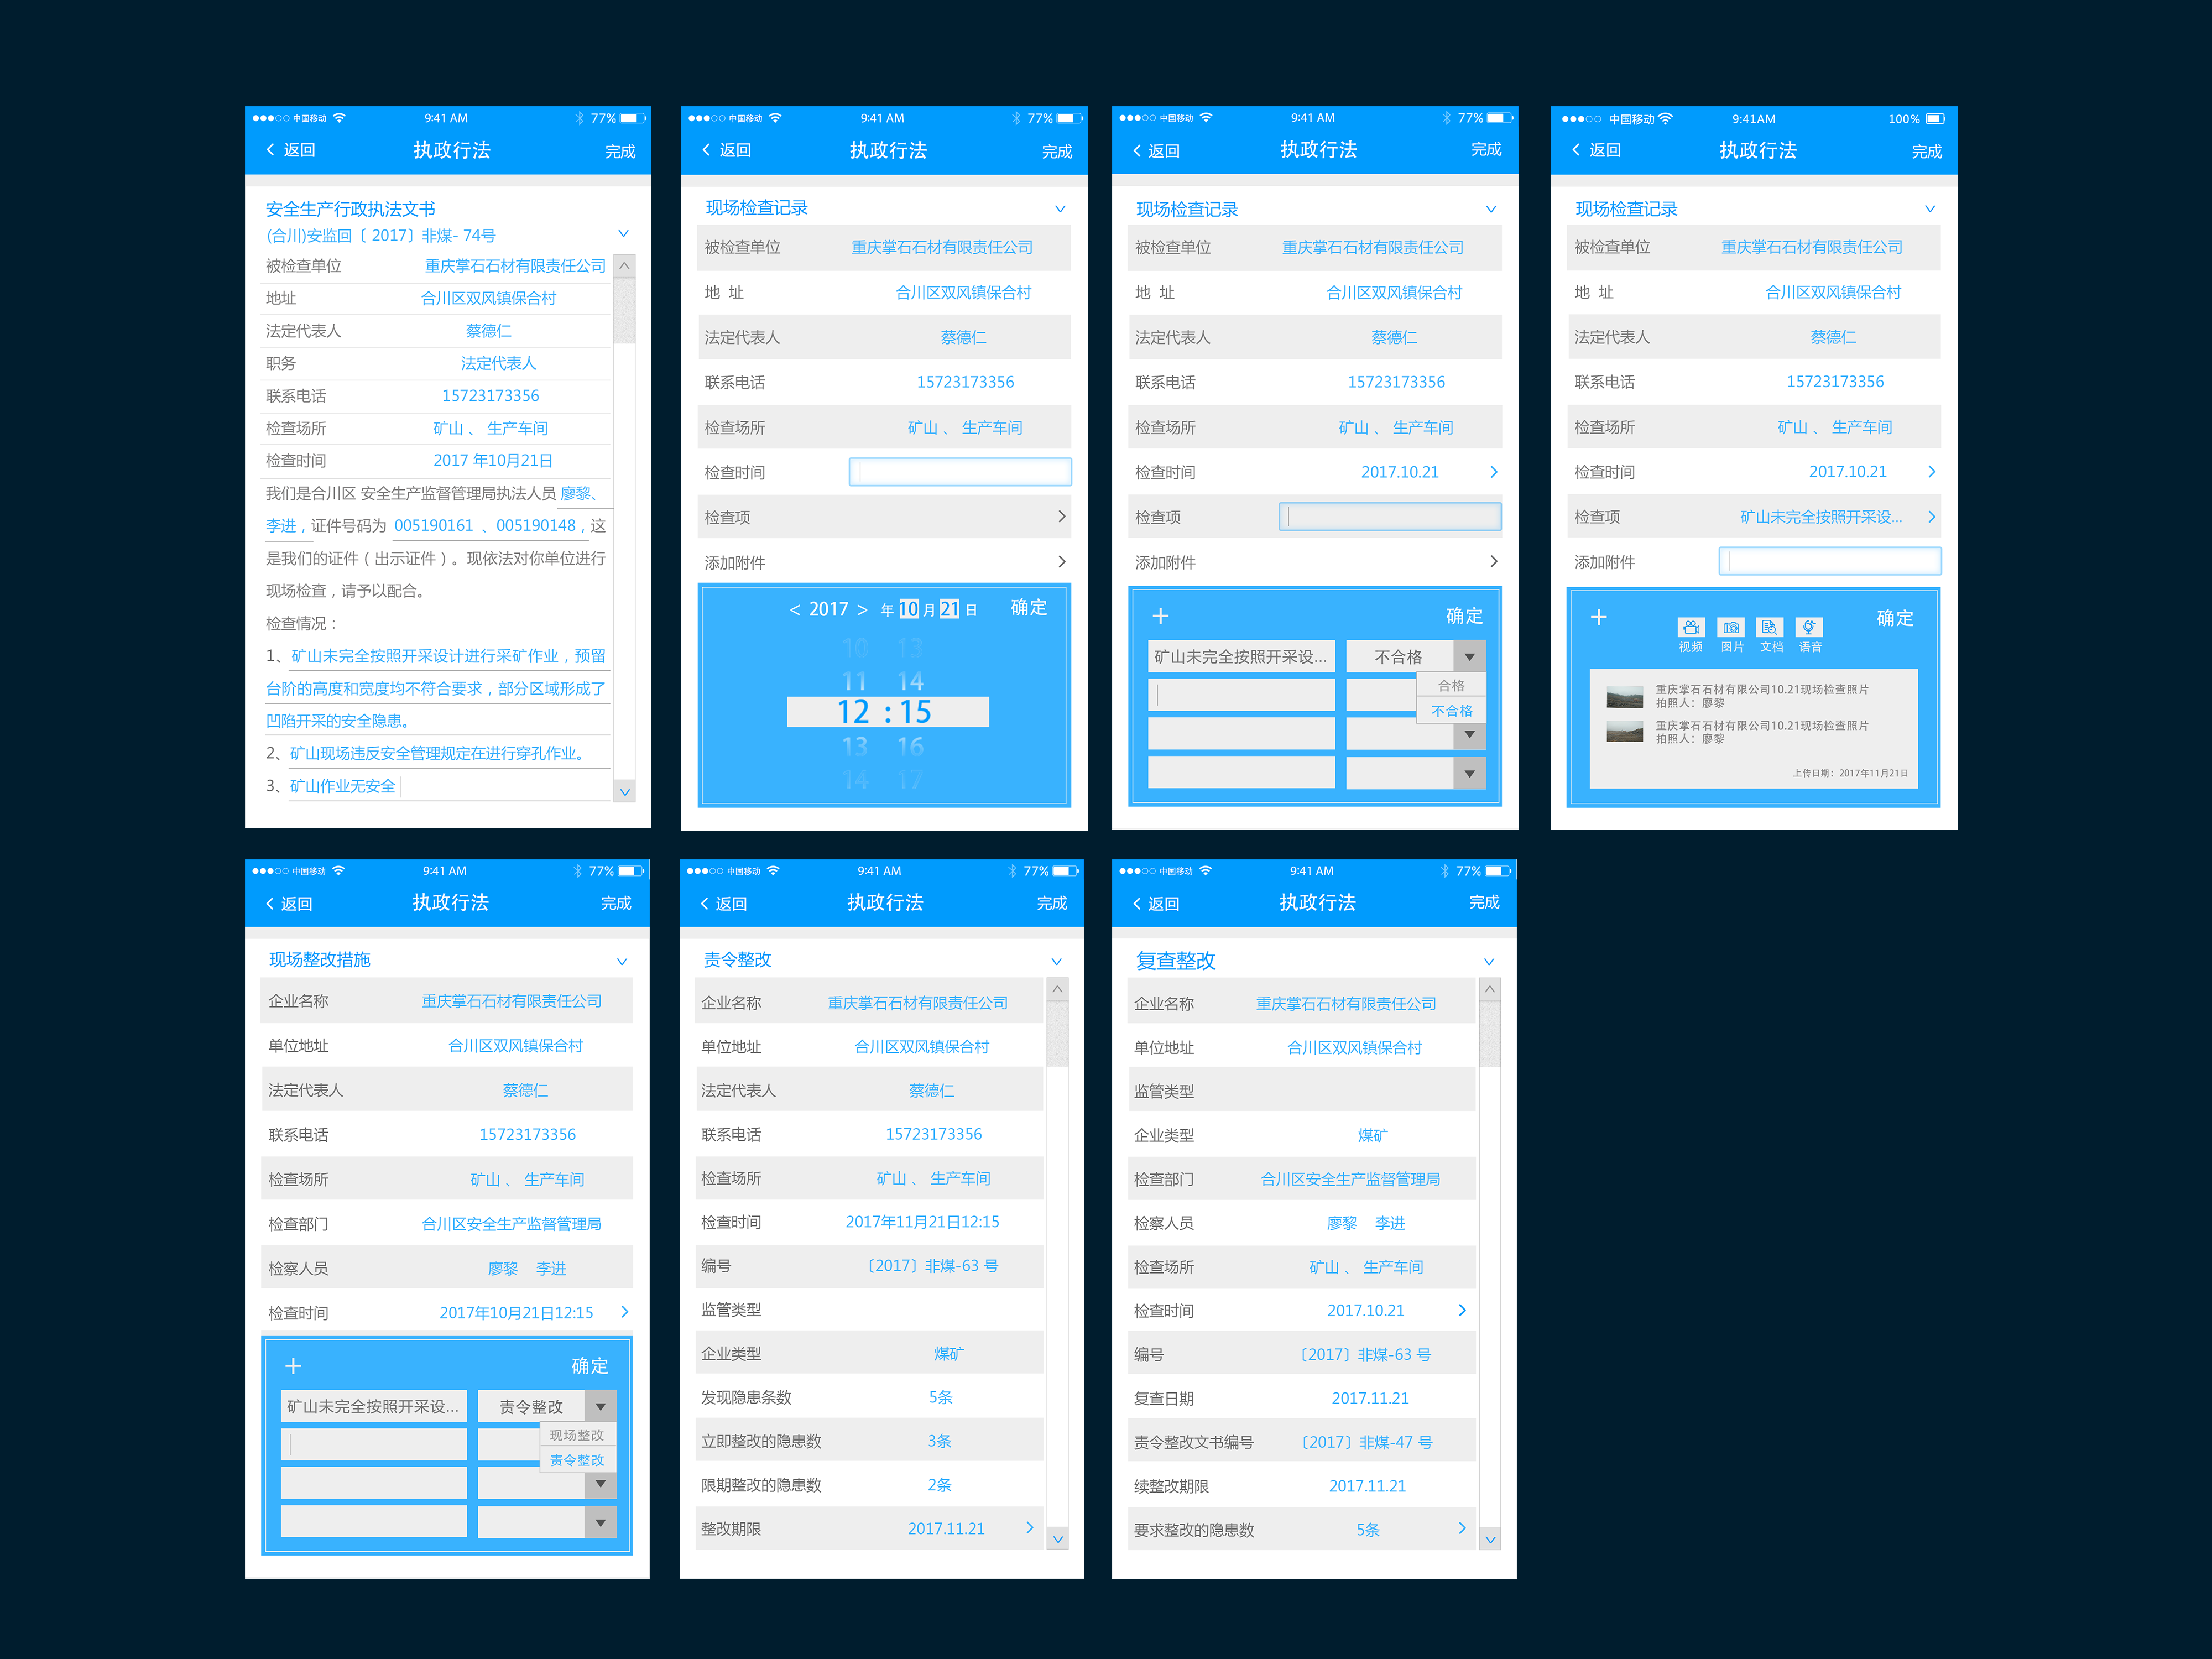 中国移动 9:41 AM 77%
返回 执政行法 完成
安全生产行政执法文书
(合川)安监回〔 2017〕非煤- 74号
被检查单位 重庆掌石石材有限责任公司
地址 合川区双风镇保合村
法定代表人 蔡德仁
职务 法定代表人
联系电话 15723173356
检查场所 矿山 、 生产车间
检查时间 2017 年10月21日
我们是合川区 安全生产监督管理局执法人员 廖黎、
李进，证件号码为 005190161 、005190148，这
是我们的证件（出示证件）。现依法对你单位进行
现场检查，请予以配合。
检查情况：
1、矿山未完全按照开采设计进行采矿作业，预留
台阶的高度和宽度均不符合要求，部分区域形成了
凹陷开采的安全隐患。
2、矿山现场违反安全管理规定在进行穿孔作业。
3、矿山作业无安全
中国移动 9:41 AM 77%
返回 执政行法 完成
现场检查记录
被检查单位 重庆掌石石材有限责任公司
地 址 合川区双风镇保合村
法定代表人 蔡德仁
联系电话 15723173356
检查场所 矿山 、 生产车间
检查时间
检查项
添加附件
< 2017 > 年 10 月 21 日 确定
10 13
11 14
12 : 15
13 16
14 17
中国移动 9:41 AM 77%
返回 执政行法 完成
现场检查记录
被检查单位 重庆掌石石材有限责任公司
地 址 合川区双风镇保合村
法定代表人 蔡德仁
联系电话 15723173356
检查场所 矿山 、 生产车间
检查时间 2017.10.21
检查项
添加附件
+ 确定
矿山未完全按照开采设... 不合格
合格
不合格
中国移动 9:41AM 100%
返回 执政行法 完成
现场检查记录
被检查单位 重庆掌石石材有限责任公司
地 址 合川区双风镇保合村
法定代表人 蔡德仁
联系电话 15723173356
检查场所 矿山 、 生产车间
检查时间 2017.10.21
检查项 矿山未完全按照开采设...
添加附件
+ 确定
视频 图片 文档 语音
重庆掌石石材有限公司10.21现场检查照片
拍照人：廖黎
重庆掌石石材有限公司10.21现场检查照片
拍照人：廖黎
上传日期：2017年11月21日
中国移动 9:41 AM 77%
返回 执政行法 完成
现场整改措施
企业名称 重庆掌石石材有限责任公司
单位地址 合川区双风镇保合村
法定代表人 蔡德仁
联系电话 15723173356
检查场所 矿山 、 生产车间
检查部门 合川区安全生产监督管理局
检察人员 廖黎 李进
检查时间 2017年10月21日12:15
+ 确定
矿山未完全按照开采设... 责令整改
现场整改
责令整改
中国移动 9:41 AM 77%
返回 执政行法 完成
责令整改
企业名称 重庆掌石石材有限责任公司
单位地址 合川区双风镇保合村
法定代表人 蔡德仁
联系电话 15723173356
检查场所 矿山 、 生产车间
检查时间 2017年11月21日12:15
编号 〔2017〕非煤-63 号
监管类型
企业类型 煤矿
发现隐患条数 5条
立即整改的隐患数 3条
限期整改的隐患数 2条
整改期限 2017.11.21
中国移动 9:41 AM 77%
返回 执政行法 完成
复查整改
企业名称 重庆掌石石材有限责任公司
单位地址 合川区双风镇保合村
监管类型
企业类型 煤矿
检查部门 合川区安全生产监督管理局
检察人员 廖黎 李进
检查场所 矿山 、 生产车间
检查时间 2017.10.21
编号 〔2017〕非煤-63 号
复查日期 2017.11.21
责令整改文书编号 〔2017〕非煤-47 号
续整改期限 2017.11.21
要求整改的隐患数 5条